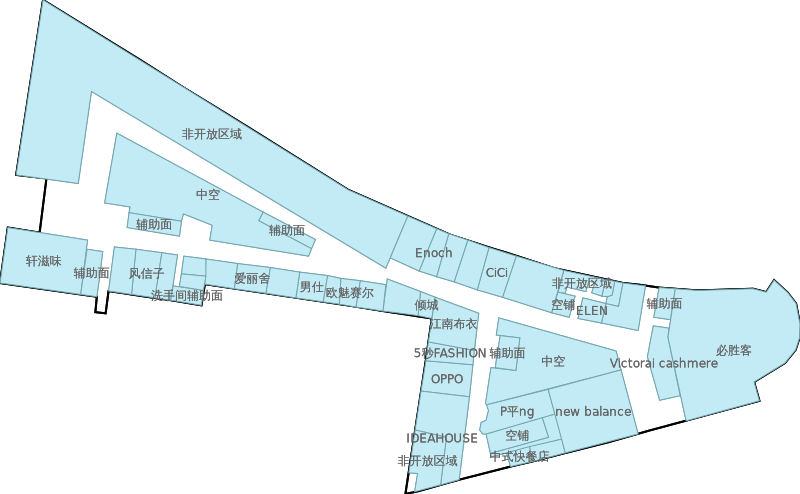 非开放区域
中空
辅助面
辅助面
Enoch
轩滋味
辅助面
风信子
CiCi
爱丽舍
非开放区域
男仕
欧魅赛尔
洗手间辅助面
倾城
空铺
ELEN
辅助面
江南布衣
5秒FASHION
辅助面
中空
必胜客
Victorai cashmere
OPPO
P平ng
new balance
IDEAHOUSE
空铺
非开放区域
中式快餐店